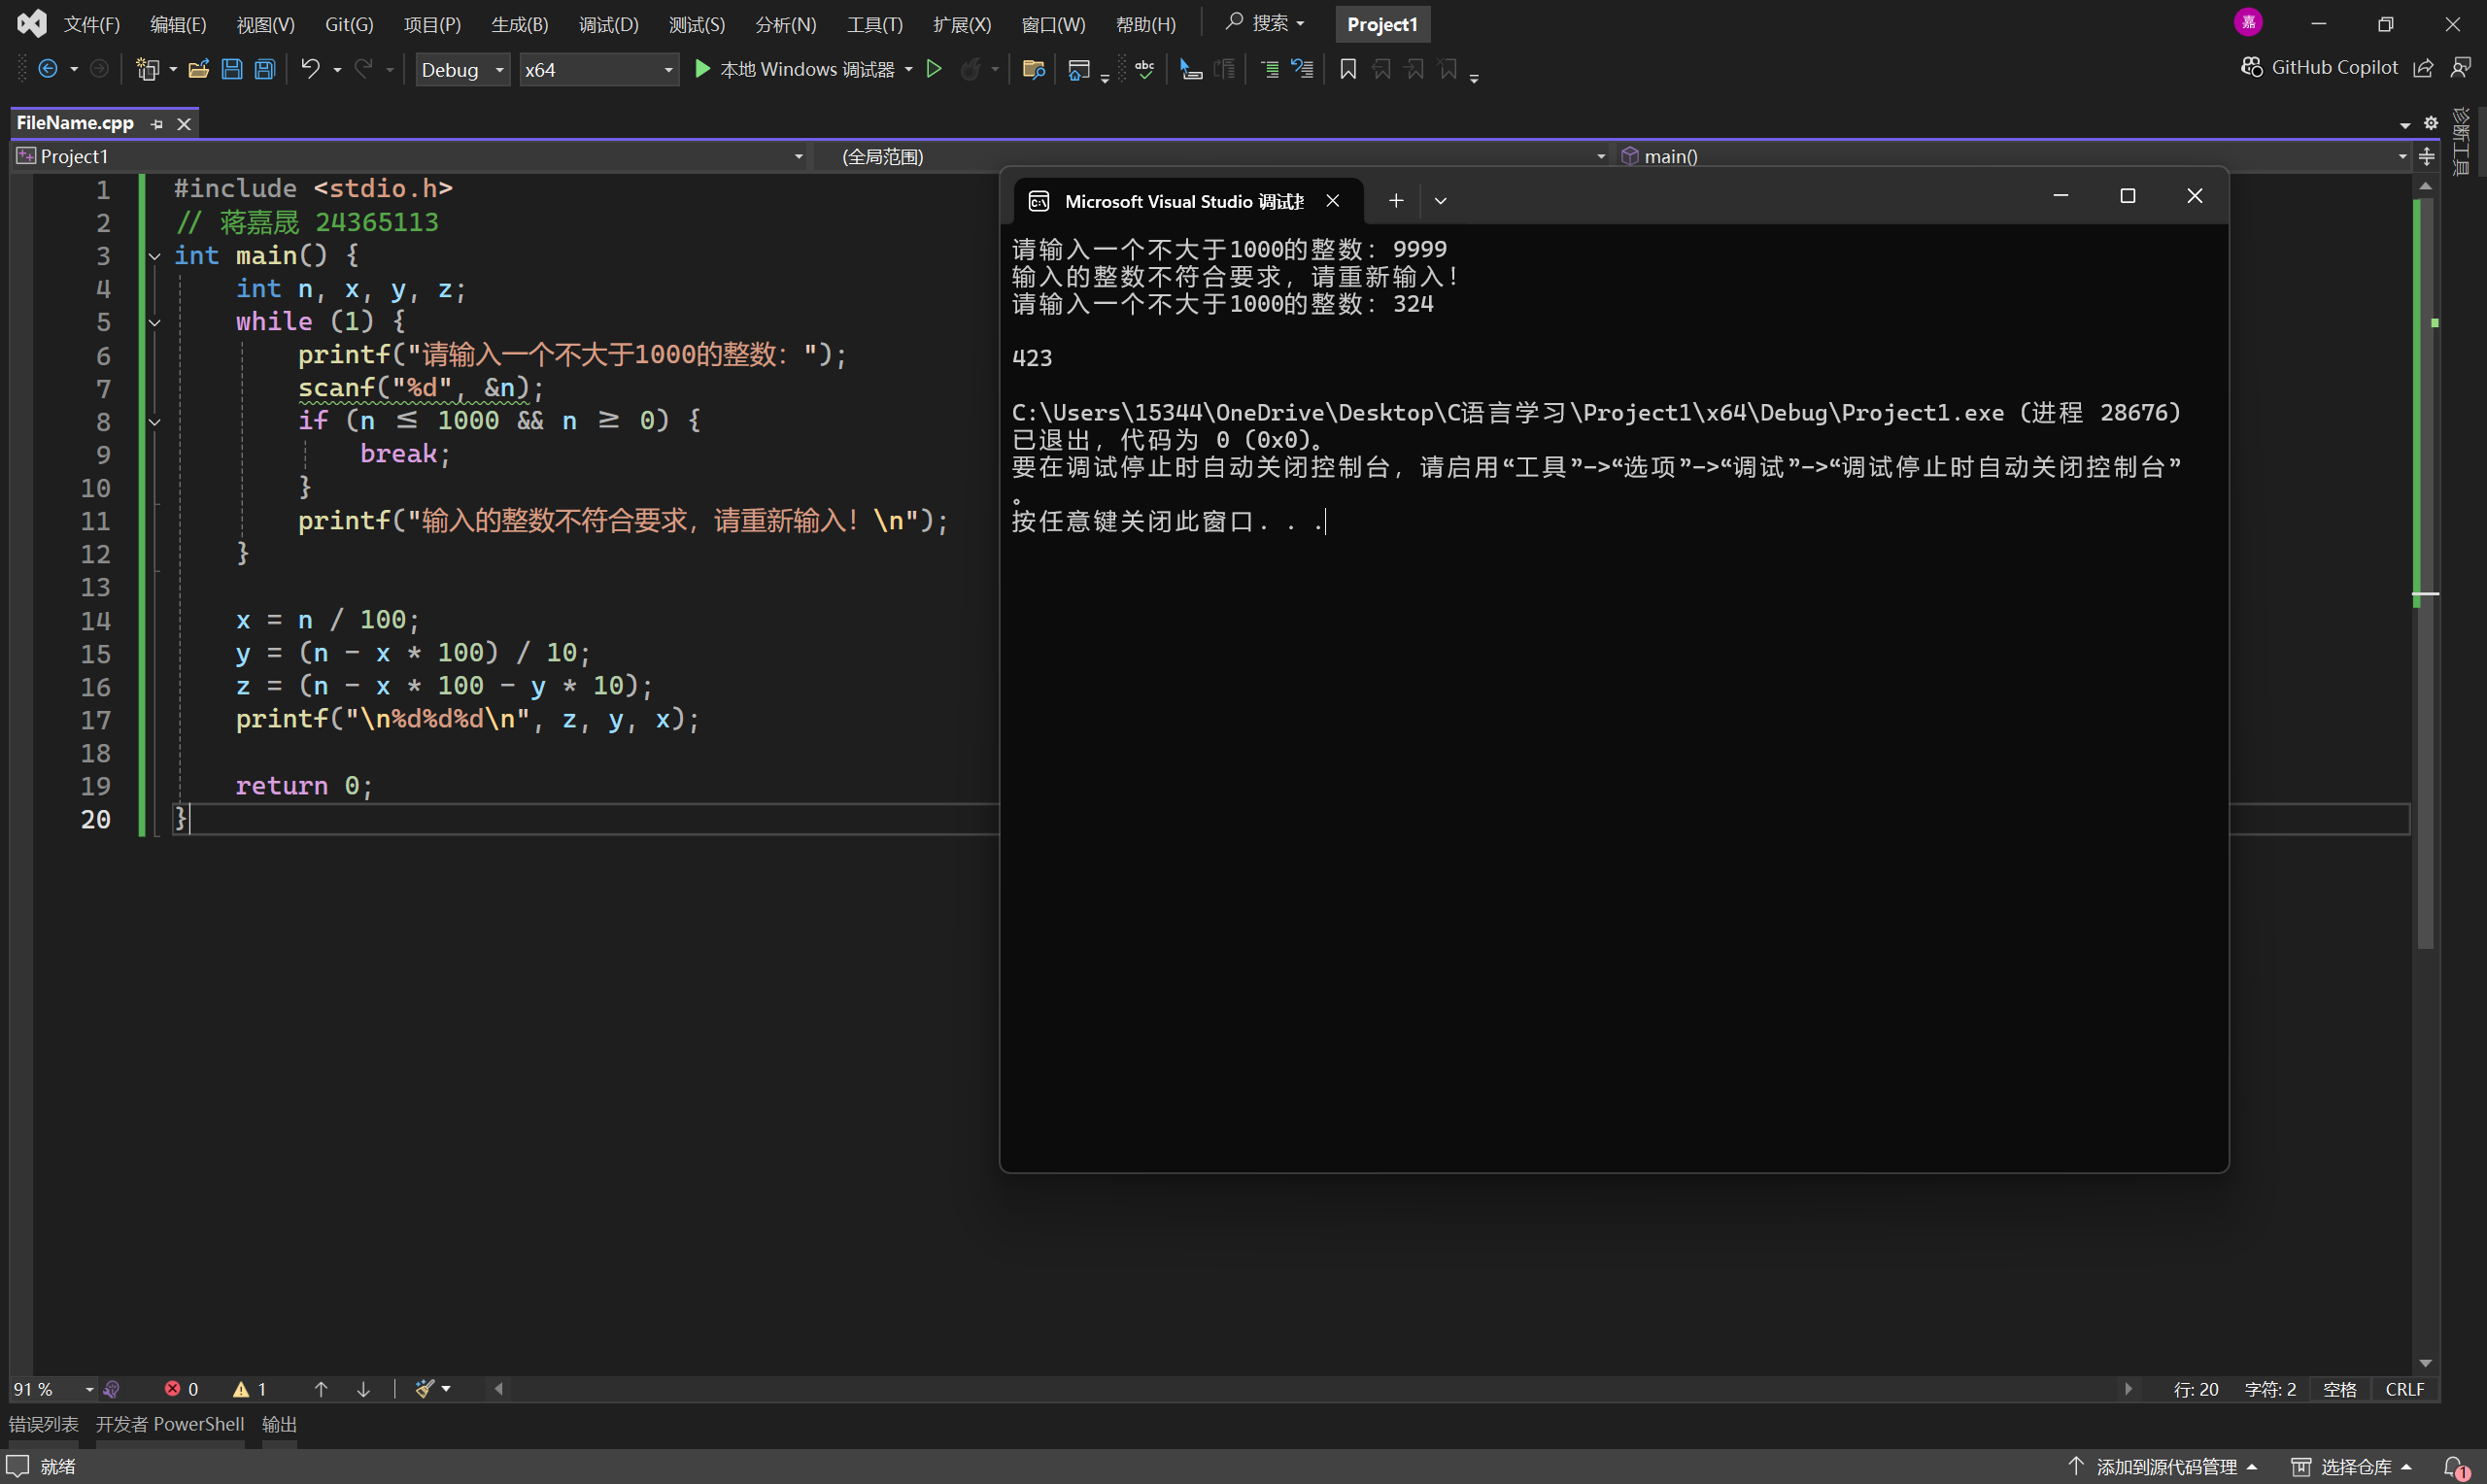 文件(F) 编辑(E) 视图(V) Git(G) 项目(P) 生成(B) 调试(D) 测试(S) 分析(N) 工具(T) 扩展(X) 窗口(W) 帮助(H) 搜索 Project1 嘉
Debug x64 本地 Windows 调试器 abc GitHub Copilot
FileName.cpp
诊断工具
Project1 (全局范围) main()
1 #include <stdio.h>
2 // 蒋嘉晟 24365113
3 int main() {
4 int n, x, y, z;
5 while (1) {
6 printf("请输入一个不大于1000的整数：");
7 scanf("%d", &n);
8 if (n ≤ 1000 && n ≥ 0) {
9 break;
10 }
11 printf("输入的整数不符合要求，请重新输入！\n");
12 }
13
14 x = n / 100;
15 y = (n - x * 100) / 10;
16 z = (n - x * 100 - y * 10);
17 printf("\n%d%d%d\n", z, y, x);
18
19 return 0;
20 }
Microsoft Visual Studio 调试
请输入一个不大于1000的整数：9999
输入的整数不符合要求，请重新输入！
请输入一个不大于1000的整数：324
423
C:\Users\15344\OneDrive\Desktop\C语言学习\Project1\x64\Debug\Project1.exe (进程 28676)
已退出，代码为 0 (0x0)。
要在调试停止时自动关闭控制台，请启用“工具”->“选项”->“调试”->“调试停止时自动关闭控制台”
。
按任意键关闭此窗口. . .
91 % 0 1 行: 20 字符: 2 空格 CRLF
错误列表 开发者 PowerShell 输出
就绪 添加到源代码管理 选择仓库 1